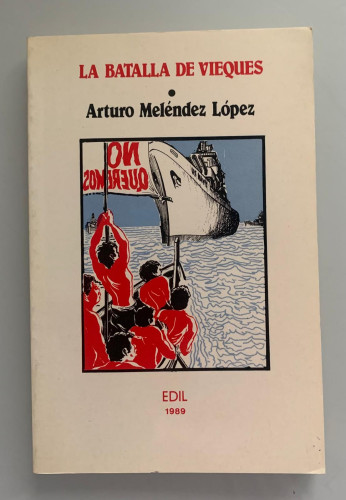 LA BATALLA DE VIEQUES
•
Arturo Meléndez López
NO
QUEREMOS
EDIL
1989